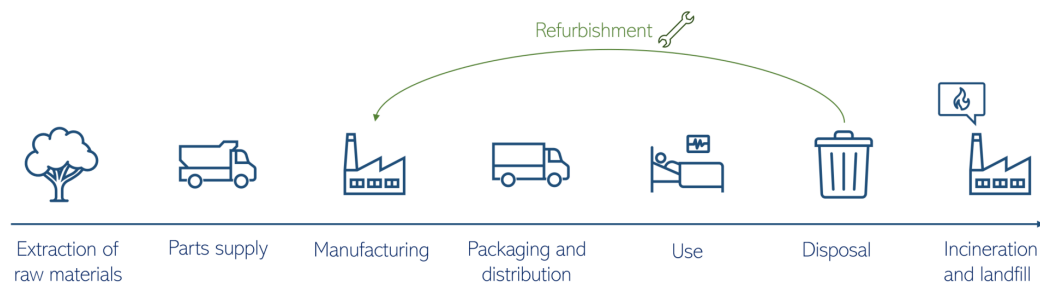 Refurbishment
Extraction of
raw materials
Parts supply
Manufacturing
Packaging and
distribution
Use
Disposal
Incineration
and landfill